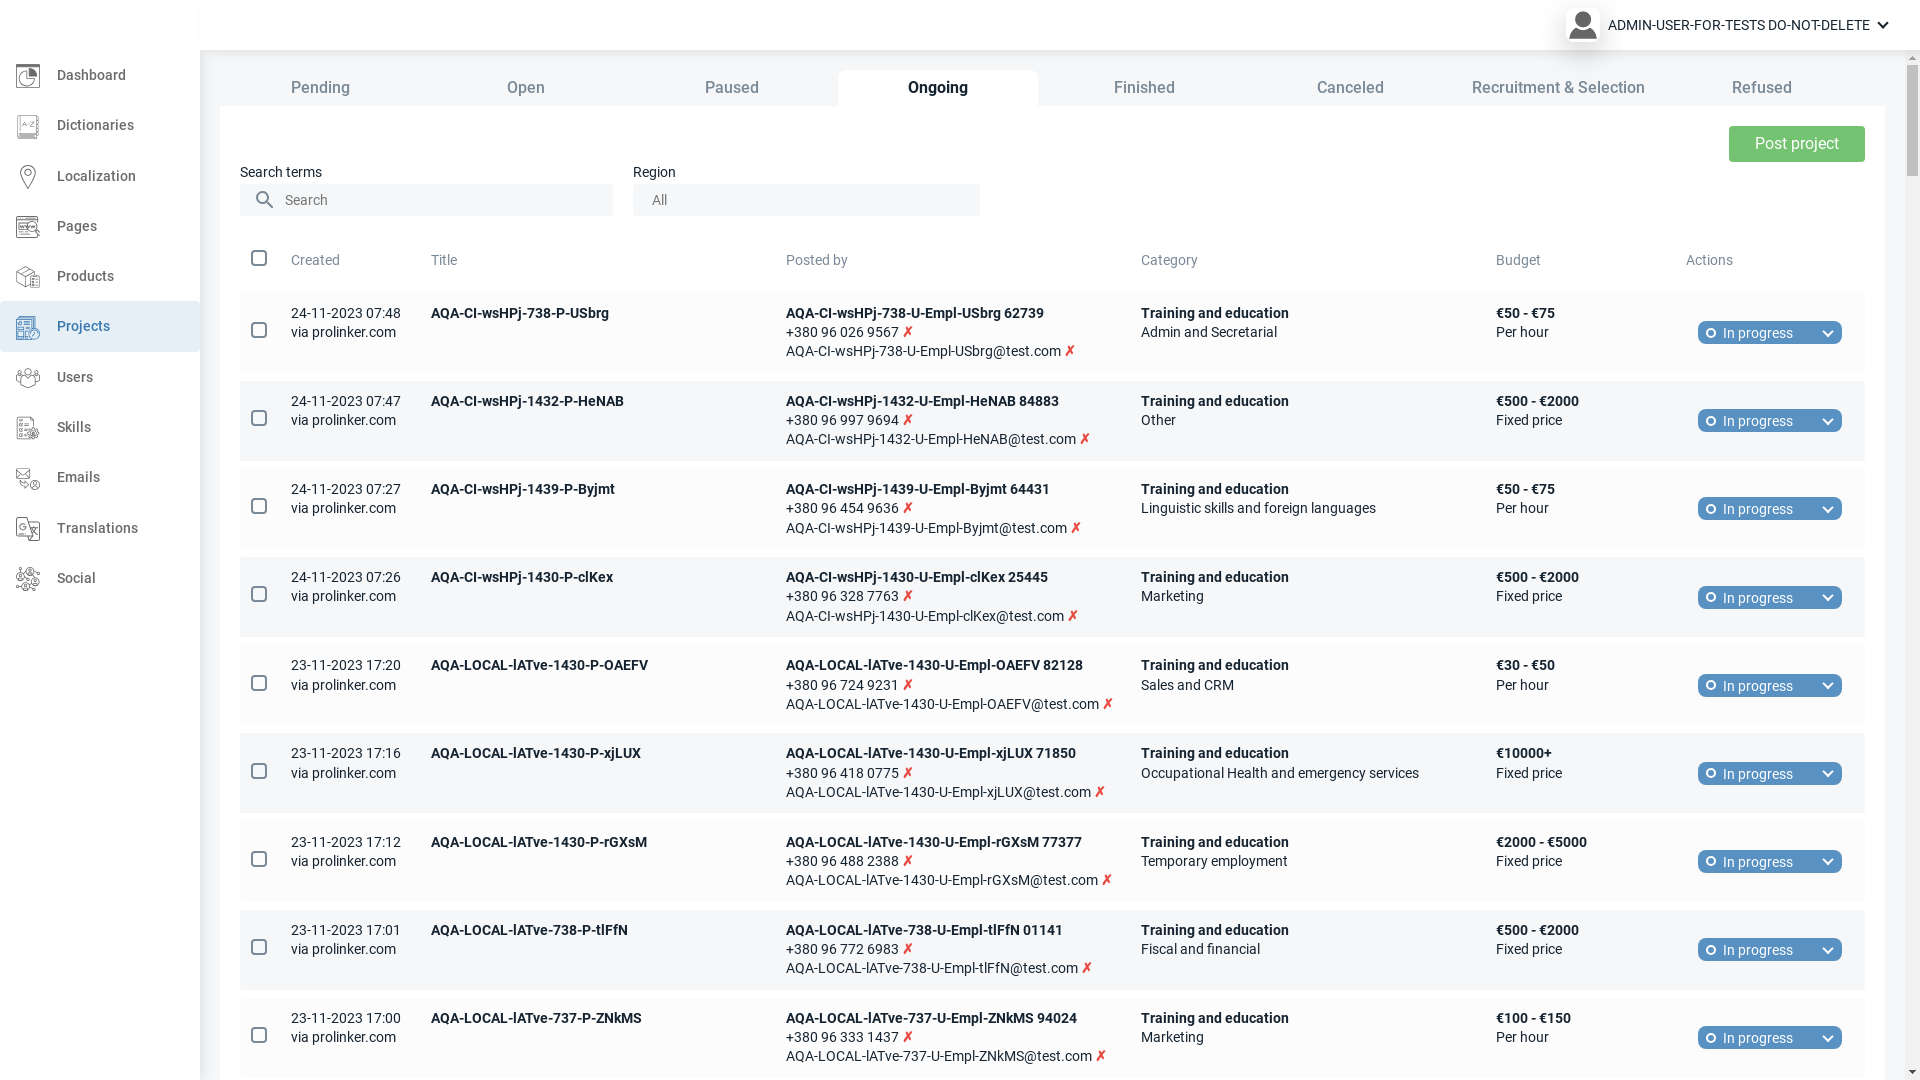 ADMIN-USER-FOR-TESTS DO-NOT-DELETE
Dashboard
Dictionaries
Localization
Pages
Products
Projects
Users
Skills
Emails
Translations
Social
Pending Open Paused Ongoing Finished Canceled Recruitment & Selection Refused
Post project
Search terms Region
Search All
Created Title Posted by Category Budget Actions
24-11-2023 07:48 AQA-CI-wsHPj-738-P-USbrg AQA-CI-wsHPj-738-U-Empl-USbrg 62739 Training and education €50 - €75
via prolinker.com +380 96 026 9567 ✗ Admin and Secretarial Per hour In progress
AQA-CI-wsHPj-738-U-Empl-USbrg@test.com ✗
24-11-2023 07:47 AQA-CI-wsHPj-1432-P-HeNAB AQA-CI-wsHPj-1432-U-Empl-HeNAB 84883 Training and education €500 - €2000
via prolinker.com +380 96 997 9694 ✗ Other Fixed price In progress
AQA-CI-wsHPj-1432-U-Empl-HeNAB@test.com ✗
24-11-2023 07:27 AQA-CI-wsHPj-1439-P-Byjmt AQA-CI-wsHPj-1439-U-Empl-Byjmt 64431 Training and education €50 - €75
via prolinker.com +380 96 454 9636 ✗ Linguistic skills and foreign languages Per hour In progress
AQA-CI-wsHPj-1439-U-Empl-Byjmt@test.com ✗
24-11-2023 07:26 AQA-CI-wsHPj-1430-P-clKex AQA-CI-wsHPj-1430-U-Empl-clKex 25445 Training and education €500 - €2000
via prolinker.com +380 96 328 7763 ✗ Marketing Fixed price In progress
AQA-CI-wsHPj-1430-U-Empl-clKex@test.com ✗
23-11-2023 17:20 AQA-LOCAL-lATve-1430-P-OAEFV AQA-LOCAL-lATve-1430-U-Empl-OAEFV 82128 Training and education €30 - €50
via prolinker.com +380 96 724 9231 ✗ Sales and CRM Per hour In progress
AQA-LOCAL-lATve-1430-U-Empl-OAEFV@test.com ✗
23-11-2023 17:16 AQA-LOCAL-lATve-1430-P-xjLUX AQA-LOCAL-lATve-1430-U-Empl-xjLUX 71850 Training and education €10000+
via prolinker.com +380 96 418 0775 ✗ Occupational Health and emergency services Fixed price In progress
AQA-LOCAL-lATve-1430-U-Empl-xjLUX@test.com ✗
23-11-2023 17:12 AQA-LOCAL-lATve-1430-P-rGXsM AQA-LOCAL-lATve-1430-U-Empl-rGXsM 77377 Training and education €2000 - €5000
via prolinker.com +380 96 488 2388 ✗ Temporary employment Fixed price In progress
AQA-LOCAL-lATve-1430-U-Empl-rGXsM@test.com ✗
23-11-2023 17:01 AQA-LOCAL-lATve-738-P-tlFfN AQA-LOCAL-lATve-738-U-Empl-tlFfN 01141 Training and education €500 - €2000
via prolinker.com +380 96 772 6983 ✗ Fiscal and financial Fixed price In progress
AQA-LOCAL-lATve-738-U-Empl-tlFfN@test.com ✗
23-11-2023 17:00 AQA-LOCAL-lATve-737-P-ZNkMS AQA-LOCAL-lATve-737-U-Empl-ZNkMS 94024 Training and education €100 - €150
via prolinker.com +380 96 333 1437 ✗ Marketing Per hour In progress
AQA-LOCAL-lATve-737-U-Empl-ZNkMS@test.com ✗